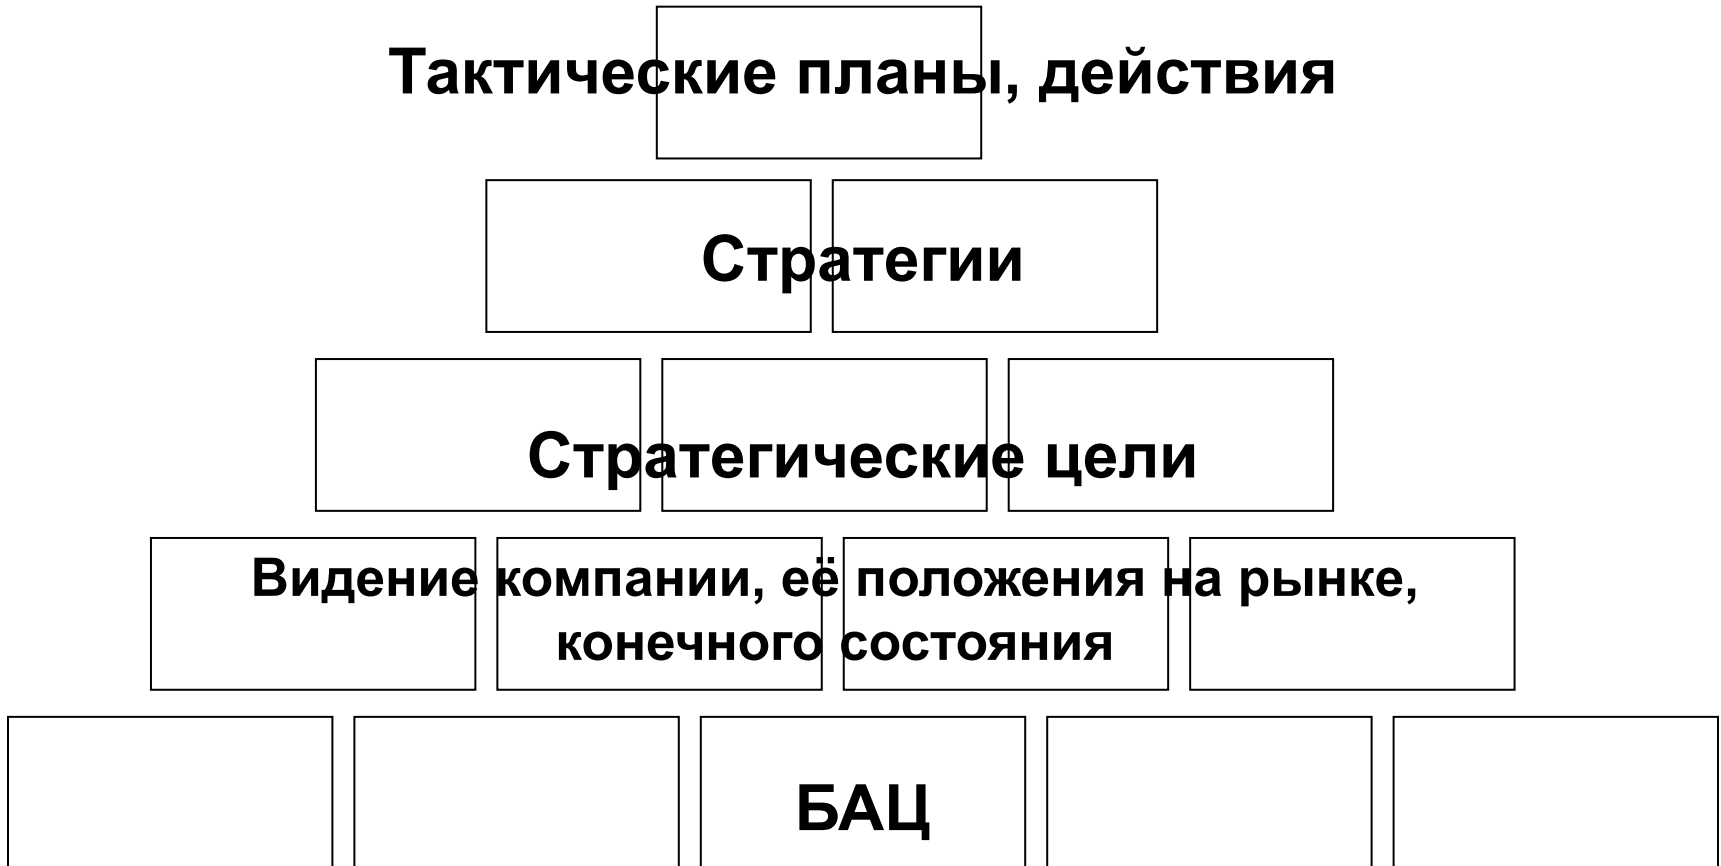 Тактические планы, действия
Стратегии
Стратегические цели
Видение компании, её положения на рынке,
конечного состояния
БАЦ